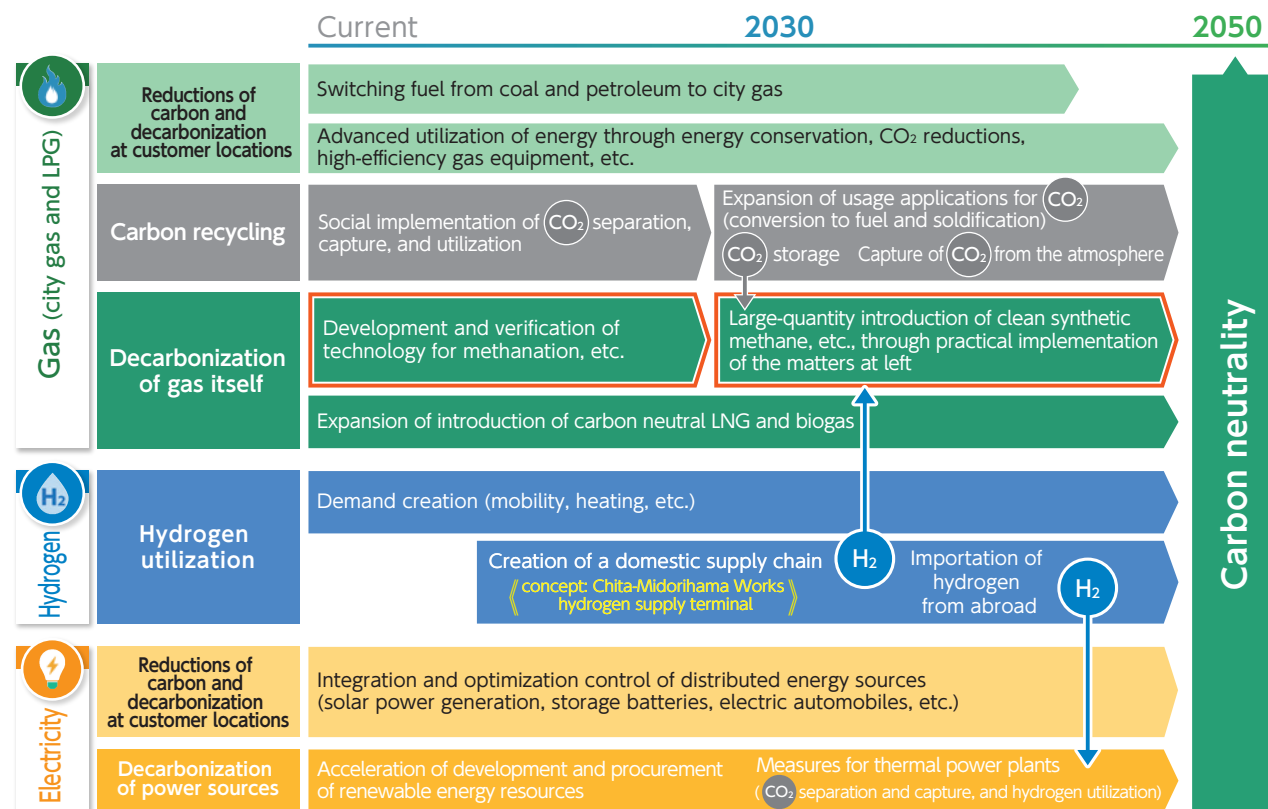 Current
2030
2050
Gas (city gas and LPG)
Reductions of
carbon and
decarbonization
at customer locations
Switching fuel from coal and petroleum to city gas
Advanced utilization of energy through energy conservation, CO₂ reductions,
high-efficiency gas equipment, etc.
Carbon recycling
Social implementation of CO₂ separation,
capture, and utilization
Expansion of usage applications for CO₂
(conversion to fuel and soldification)
CO₂ storage
Capture of CO₂ from the atmosphere
Decarbonization
of gas itself
Development and verification of
technology for methanation, etc.
Large-quantity introduction of clean synthetic
methane, etc., through practical implementation
of the matters at left
Expansion of introduction of carbon neutral LNG and biogas
H₂
Hydrogen
Hydrogen
utilization
Demand creation (mobility, heating, etc.)
Creation of a domestic supply chain
《concept: Chita-Midorihama Works
hydrogen supply terminal》
H₂
Importation of
hydrogen
from abroad
H₂
Electricity
Reductions of
carbon and
decarbonization
at customer locations
Integration and optimization control of distributed energy sources
(solar power generation, storage batteries, electric automobiles, etc.)
Decarbonization
of power sources
Acceleration of development and procurement
of renewable energy resources
Measures for thermal power plants
(CO₂ separation and capture, and hydrogen utilization)
Carbon neutrality